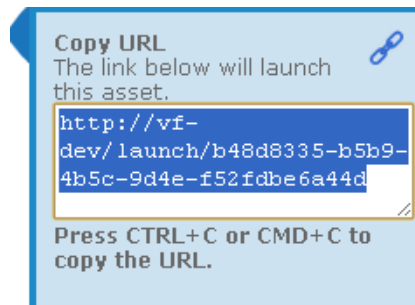 Copy URL
The link below will launch
this asset.
http://vf-
dev/launch/b48d8335-b5b9-
4b5c-9d4e-f52fdbe6a44d
Press CTRL+C or CMD+C to
copy the URL.